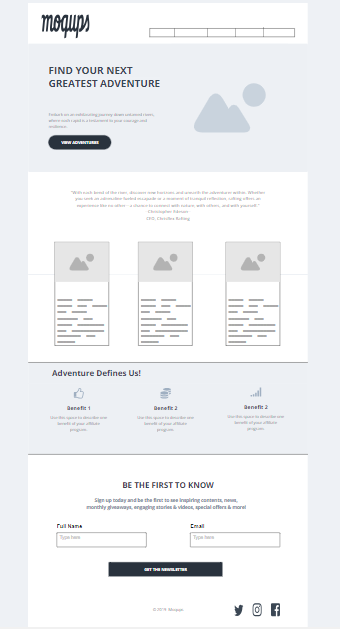 moqups
FIND YOUR NEXT
GREATEST ADVENTURE
Embark on an exhilarating journey down untamed rivers,
where each rapid is a testament to your courage and
resilience.
VIEW ADVENTURES
"With each bend of the river, discover new horizons and unearth the adventurer within. Whether
you seek an adrenaline-fueled escapade or a moment of tranquil reflection, rafting offers an
experience like no other - a chance to connect with nature, with others, and with yourself."
Christopher
CEO, Rafting
Adventure Defines Us!
Benefit 1
Use this space to describe one
benefit of your affiliate
program.
Benefit 2
Use this space to describe one
benefit of your affiliate
program.
Benefit 2
Use this space to describe one
benefit of your affiliate
program.
BE THE FIRST TO KNOW
Sign up today and be the first to see inspiring contents, news,
monthly giveaways, engaging stories & videos, special offers & more!
Full Name
Email
Type here
Type here
GET THE NEWSLETTER
© 2019 Moqups